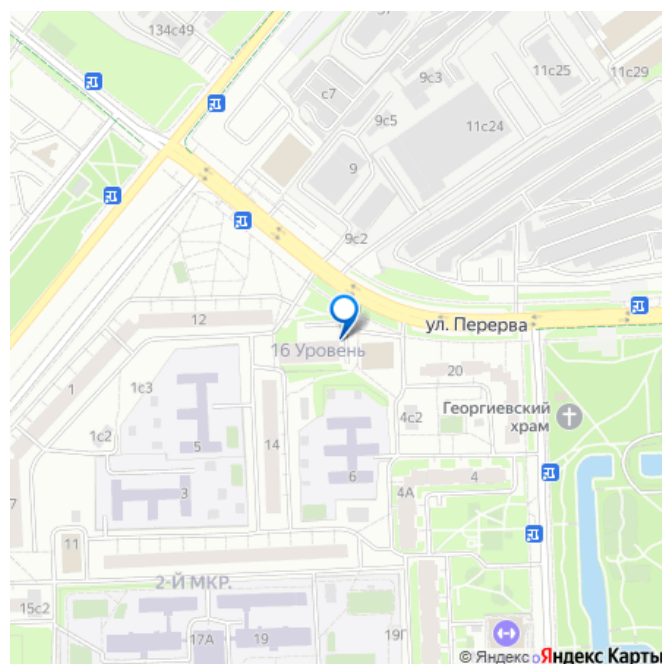 134с49
9с3
11с25
11с29
с7
9с5
11с24
9
9с2
ул. Перерва
12
16 Уровень
1
1с3
20
Георгиевский
храм
4с2
1с2
5
14
6
4
3
4А
7
11
2-Й МКР.
15с2
17А
19
19Г
© Яндекс
Яндекс Карты